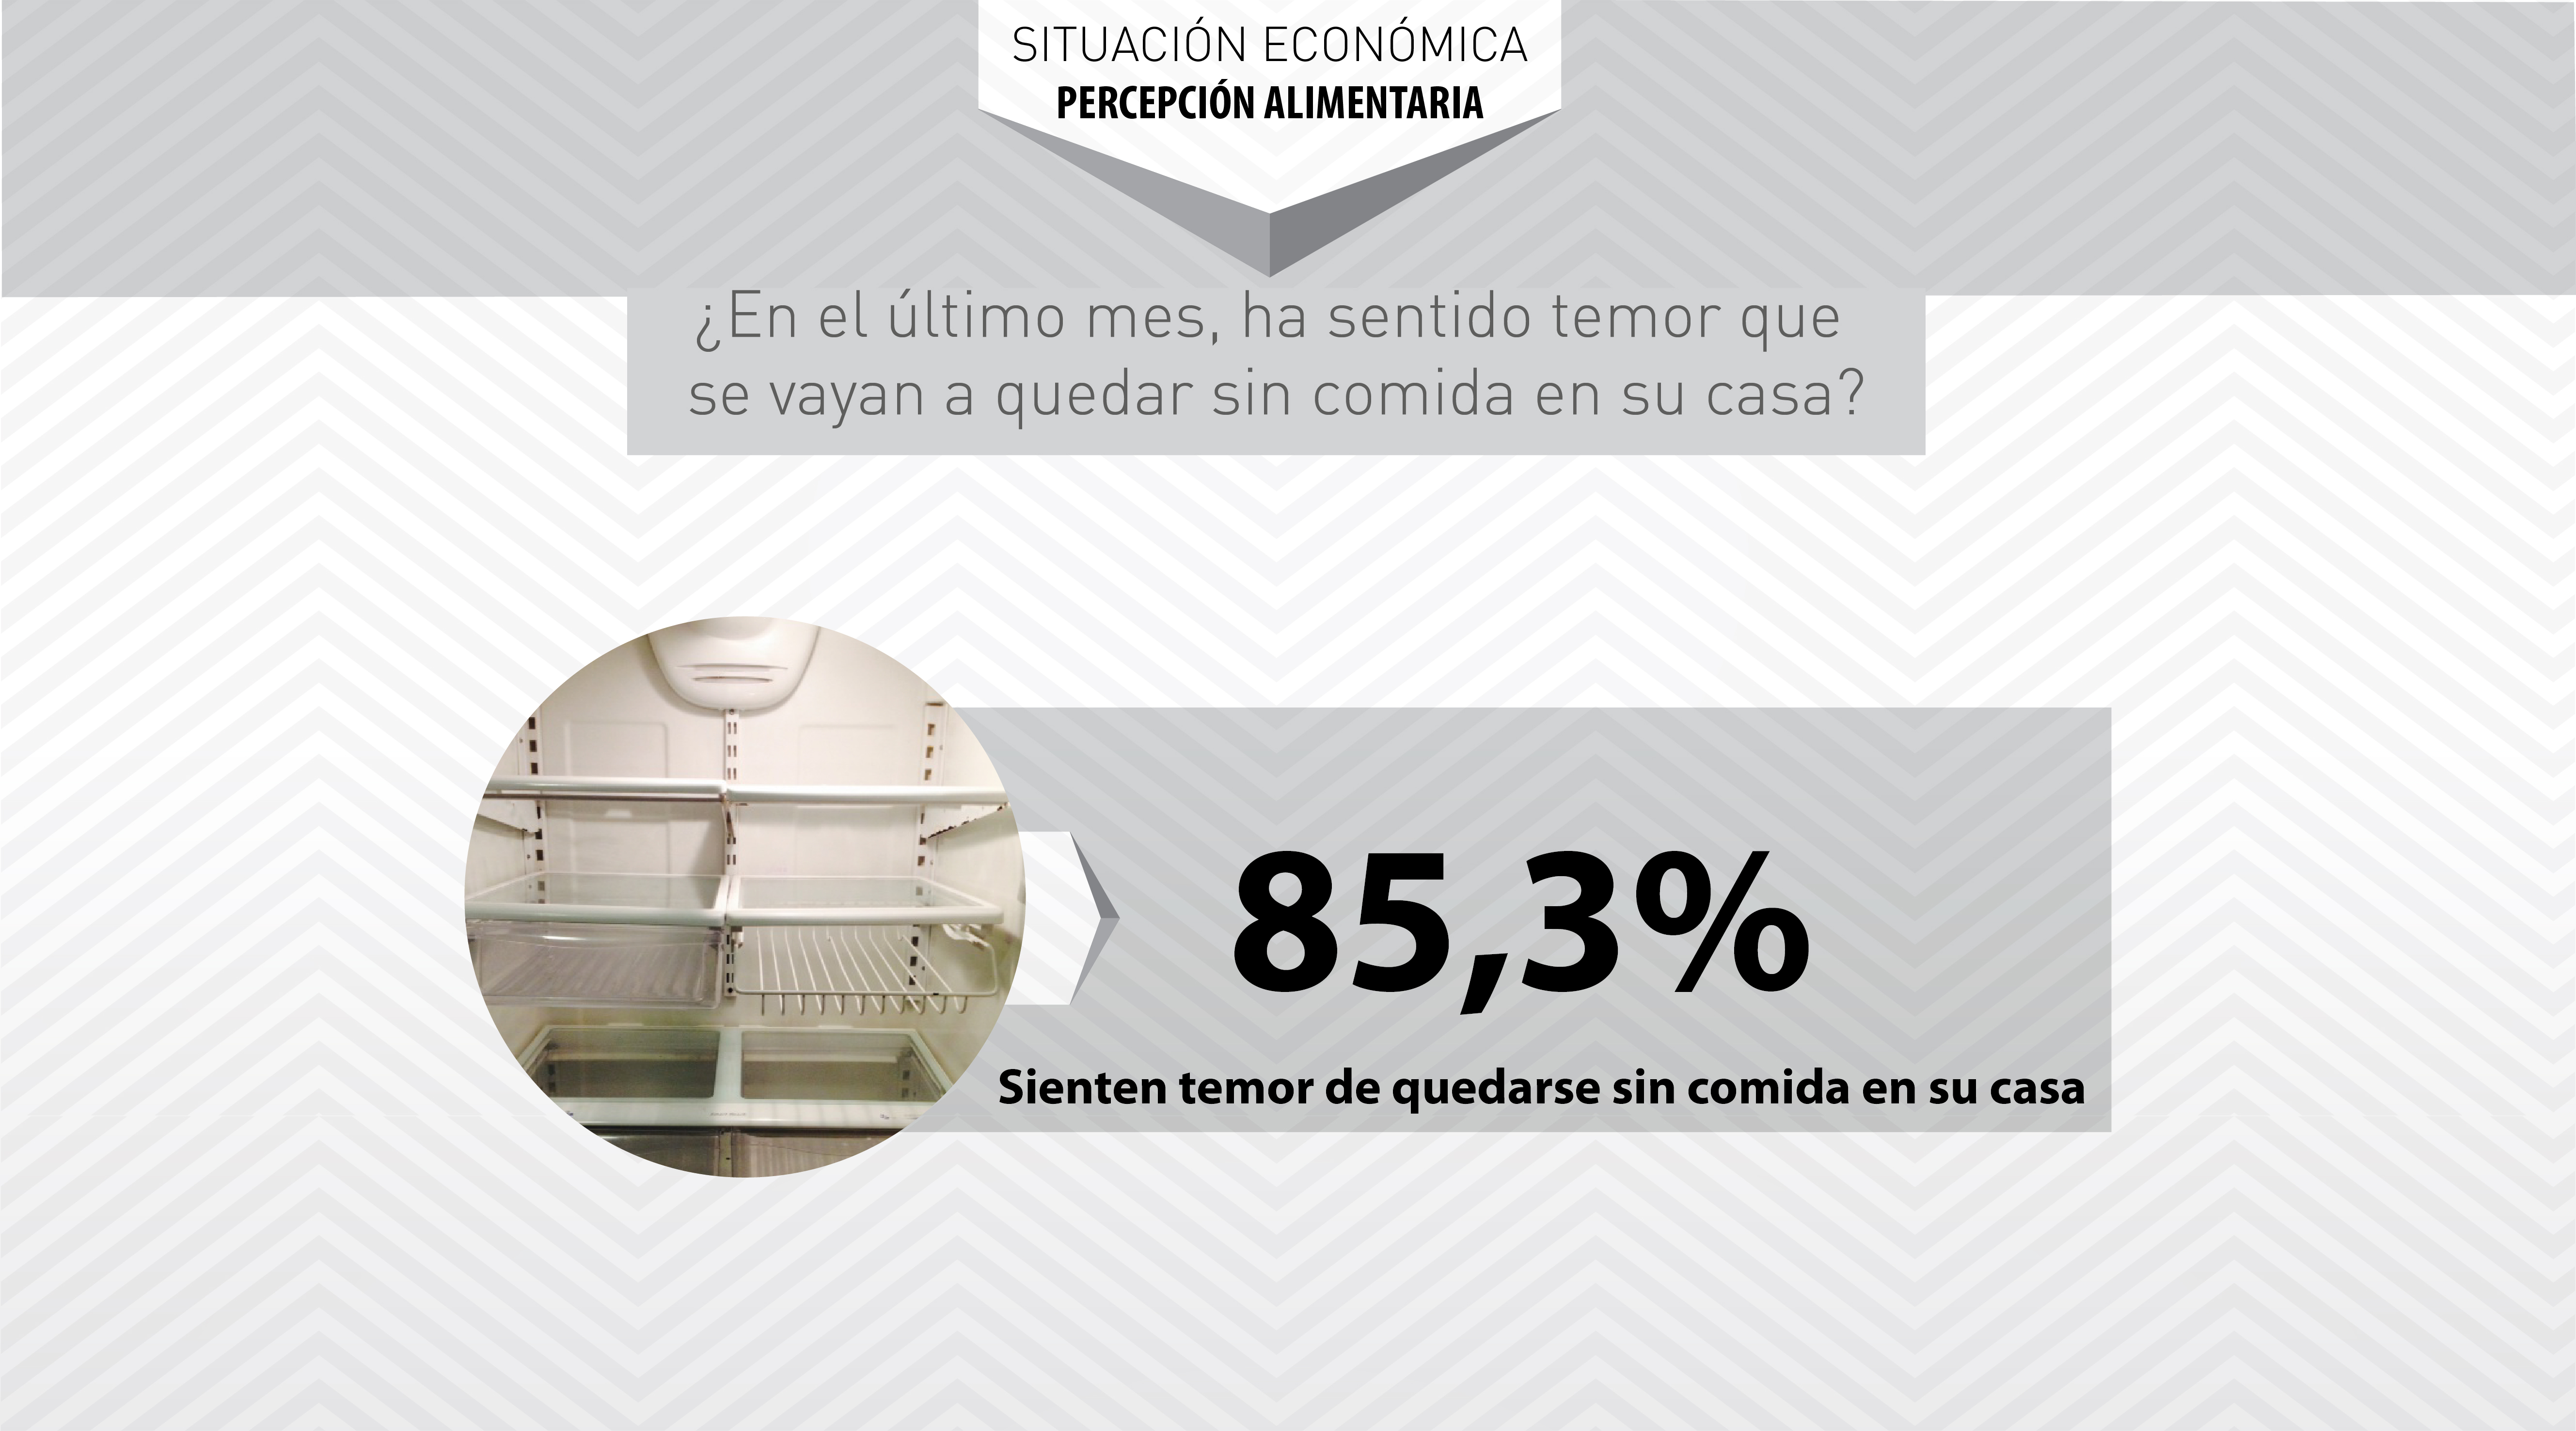 SITUACIÓN ECONÓMICA
PERCEPCIÓN ALIMENTARIA
¿En el último mes, ha sentido temor que
se vayan a quedar sin comida en su casa?
85,3%
Sienten temor de quedarse sin comida en su casa